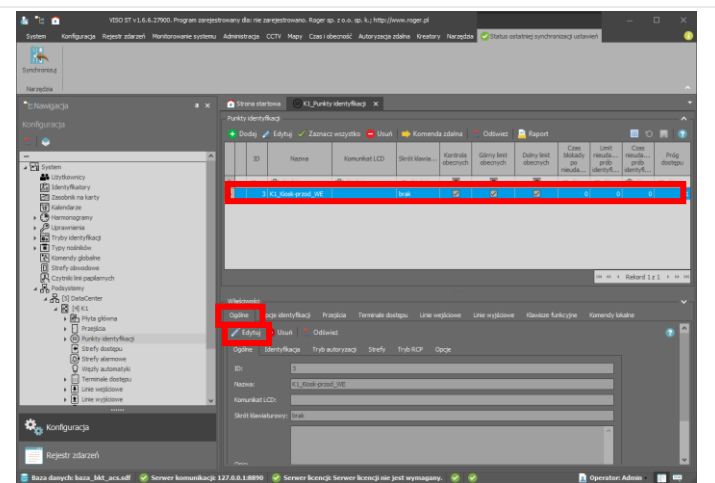 VISO ST v1.6.6.27900. Program zarejestrowany dla: nie zarejestrowano. Roger sp. z o.o. sp. k.; http://www.roger.pl
System Konfiguracja Rejestr zdarzeń Monitorowanie systemu Administracja CCTV Mapy Czas i obecność Autoryzacja zdalna Kreatory Narzędzia Status ostatniej synchronizacji ustawień
Synchronizuj
Narzędzia
Nawigacja
Strona startowa K1_Punkty identyfikacji
Konfiguracja
Punkty identyfikacji
Dodaj Edytuj Zaznacz wszystko Usuń Komenda zdalna Odśwież Raport
ID Nazwa Komunikat LCD Skrót klawia... Kontrola obecnych Górny limit obecnych Dolny limit obecnych Czas blokady po nieuda... Limit nieuda... prób identyfi... Czas nieuda... prób identyfi... Próg dostępu
3 K1_Kiosk-przod_WE brak 0 0 0 1
System
Użytkownicy
Identyfikatory
Zasobnik na karty
Kalendarze
Harmonogramy
Uprawnienia
Tryby identyfikacji
Typy nośników
Komendy globalne
Strefy obwodowe
Czytniki linii papilarnych
Podsystemy
[3] DataCenter
[4] K1
Płyta główna
Przejścia
Punkty identyfikacji
Strefy dostępu
Strefy alarmowe
Węzły automatyki
Terminale dostępu
Linie wejściowe
Linie wyjściowe
Rekord 1 z 1
Właściwości
Ogólne Opcje identyfikacji Przejścia Terminale dostępu Linie wejściowe Linie wyjściowe Klawisze funkcyjne Komendy lokalne
Edytuj Usuń Odśwież
Ogólne Identyfikacja Tryb autoryzacji Strefy Tryb RCP Opcje
ID: 3
Nazwa: K1_Kiosk-przod_WE
Komunikat LCD:
Skrót klawiaturowy: brak
Opis:
Konfiguracja
Rejestr zdarzeń
Baza danych: baza_bkt_acs.sdf Serwer komunikacji: 127.0.0.1:8890 Serwer licencji: Serwer licencji nie jest wymagany. Operator: Admin